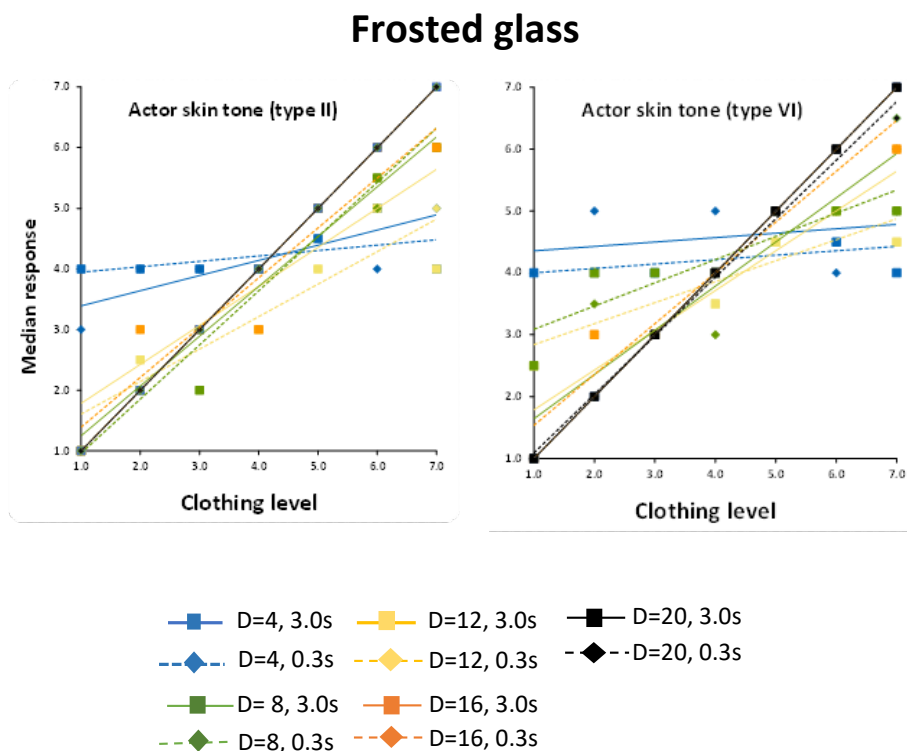 Frosted glass
Actor skin tone (type II)
7.0
6.0
5.0
4.0
3.0
2.0
1.0
Median response
1.0 2.0 3.0 4.0 5.0 6.0 7.0
Clothing level
Actor skin tone (type VI)
7.0
6.0
5.0
4.0
3.0
2.0
1.0
1.0 2.0 3.0 4.0 5.0 6.0 7.0
Clothing level
D=4, 3.0s
D=4, 0.3s
D= 8, 3.0s
D=8, 0.3s
D=12, 3.0s
D=12, 0.3s
D=16, 3.0s
D=16, 0.3s
D=20, 3.0s
D=20, 0.3s